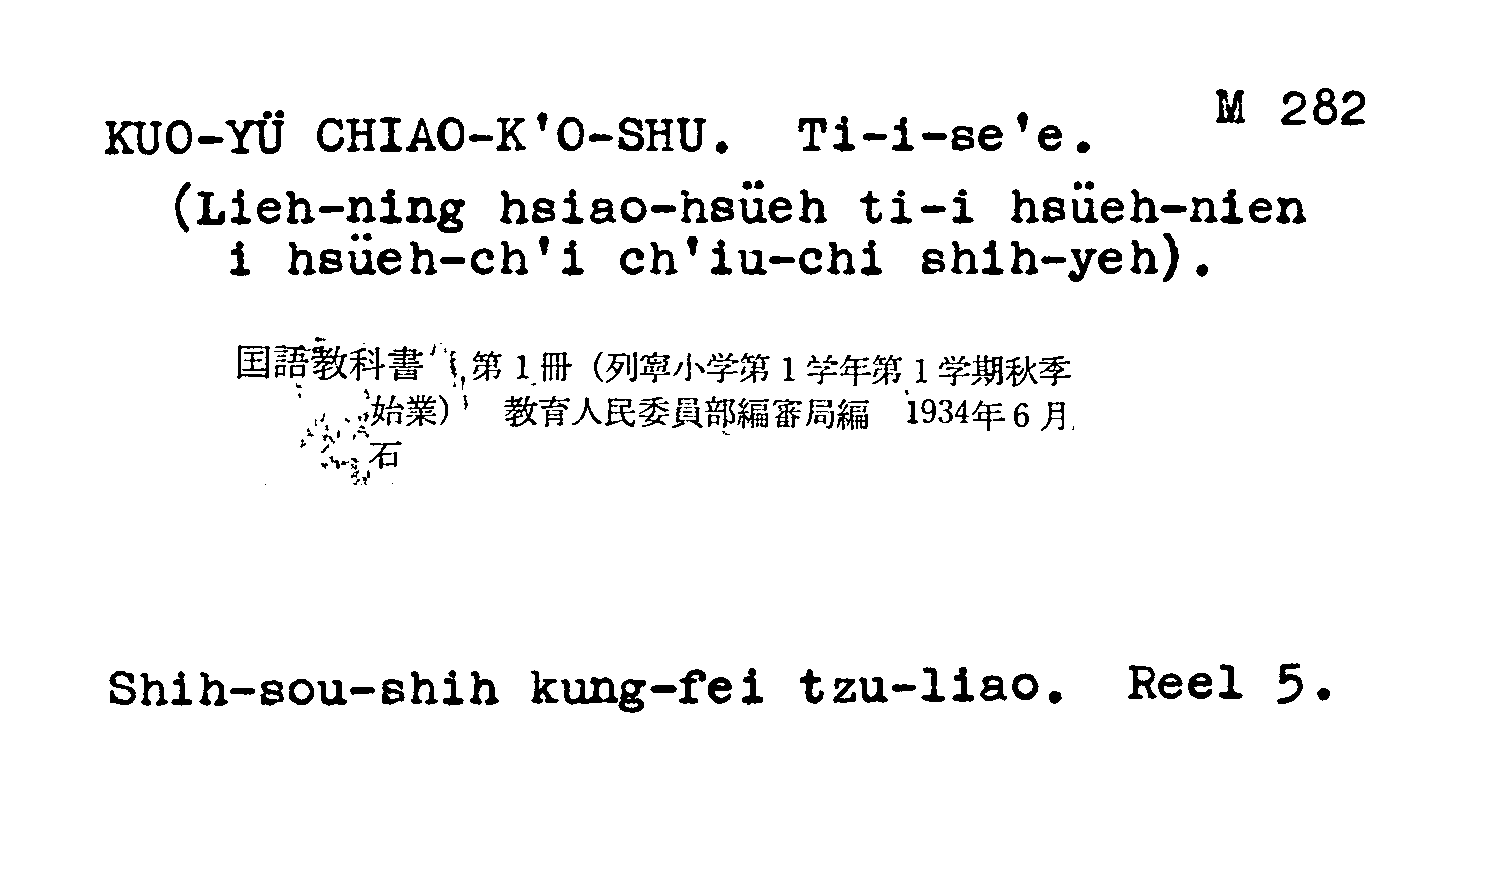 M 282
KUO-YÜ CHIAO-K'O-SHU. Ti-i-se'e.
(Lieh-ning hsiao-hsüeh ti-i hsüeh-nien
i hsüeh-ch'i ch'iu-chi shih-yeh).
国語教科書 第1冊（列寧小学第1学年第1学期秋季
始業） 教育人民委員部編審局編 1934年6月
石
Shih-sou-shih kung-fei tzu-liao. Reel 5.